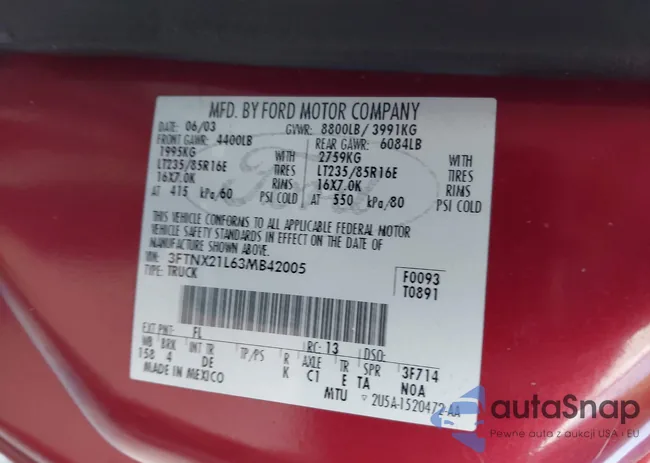 MFD. BY FORD MOTOR COMPANY
DATE: 06/03 GVWR: 8800LB/ 3991KG
FRONT GAWR: 4400LB REAR GAWR: 6084LB
1995KG WITH 2759KG WITH
LT235/85R16E TIRES LT235/85R16E TIRES
16X7.0K RIMS 16X7.0K RIMS
AT 415 kPa/60 PSI COLD AT 550 kPa/80 PSI COLD
THIS VEHICLE CONFORMS TO ALL APPLICABLE FEDERAL MOTOR
VEHICLE SAFETY STANDARDS IN EFFECT ON THE DATE OF
MANUFACTURE SHOWN ABOVE.
VIN: 3FTNX21L63MB42005 F0093
TYPE: TRUCK T0891
EXT PNT: FL RC: 13 DSO:
WB BRK INT TR TP/PS R AXLE TR SPR 3F714
158 4 DE K C1 E TA NOA
MADE IN MEXICO MTU 2U5A-1520472-AA
Ford
autaSnap
Pewne auto z aukcji USA i EU